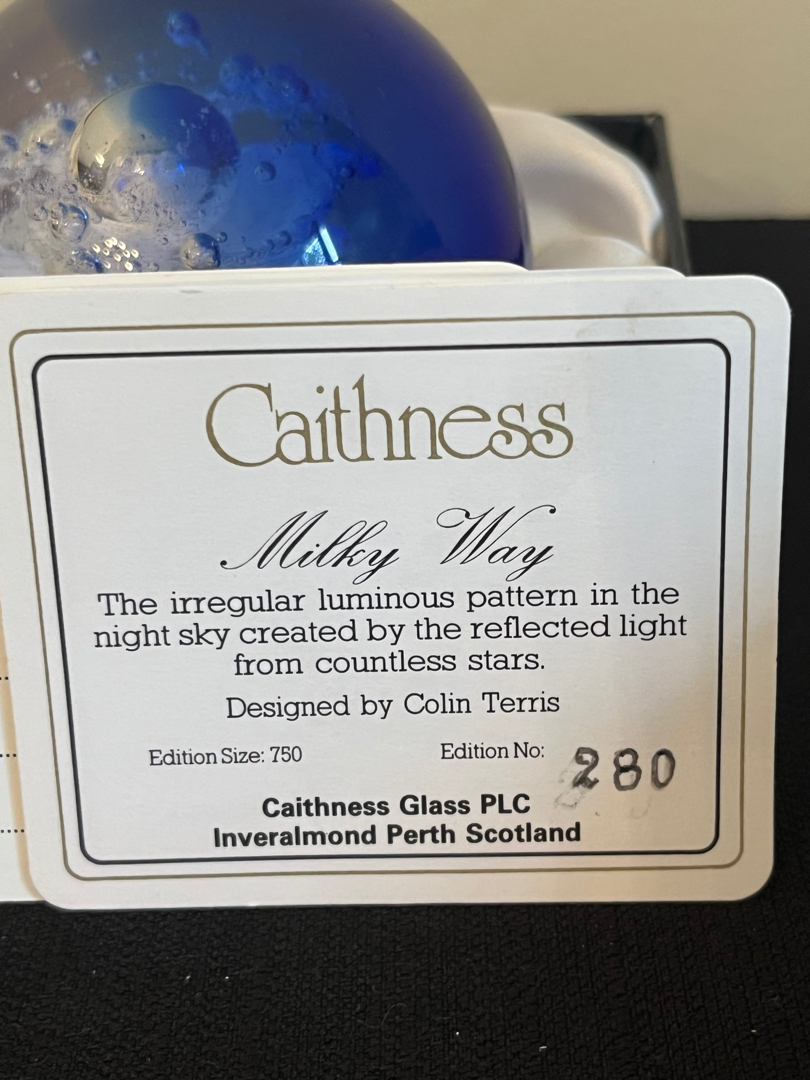 Caithness
Milky Way
The irregular luminous pattern in the
night sky created by the reflected light
from countless stars.
Designed by Colin Terris
Edition Size: 750 Edition No: 280
Caithness Glass PLC
Inveralmond Perth Scotland